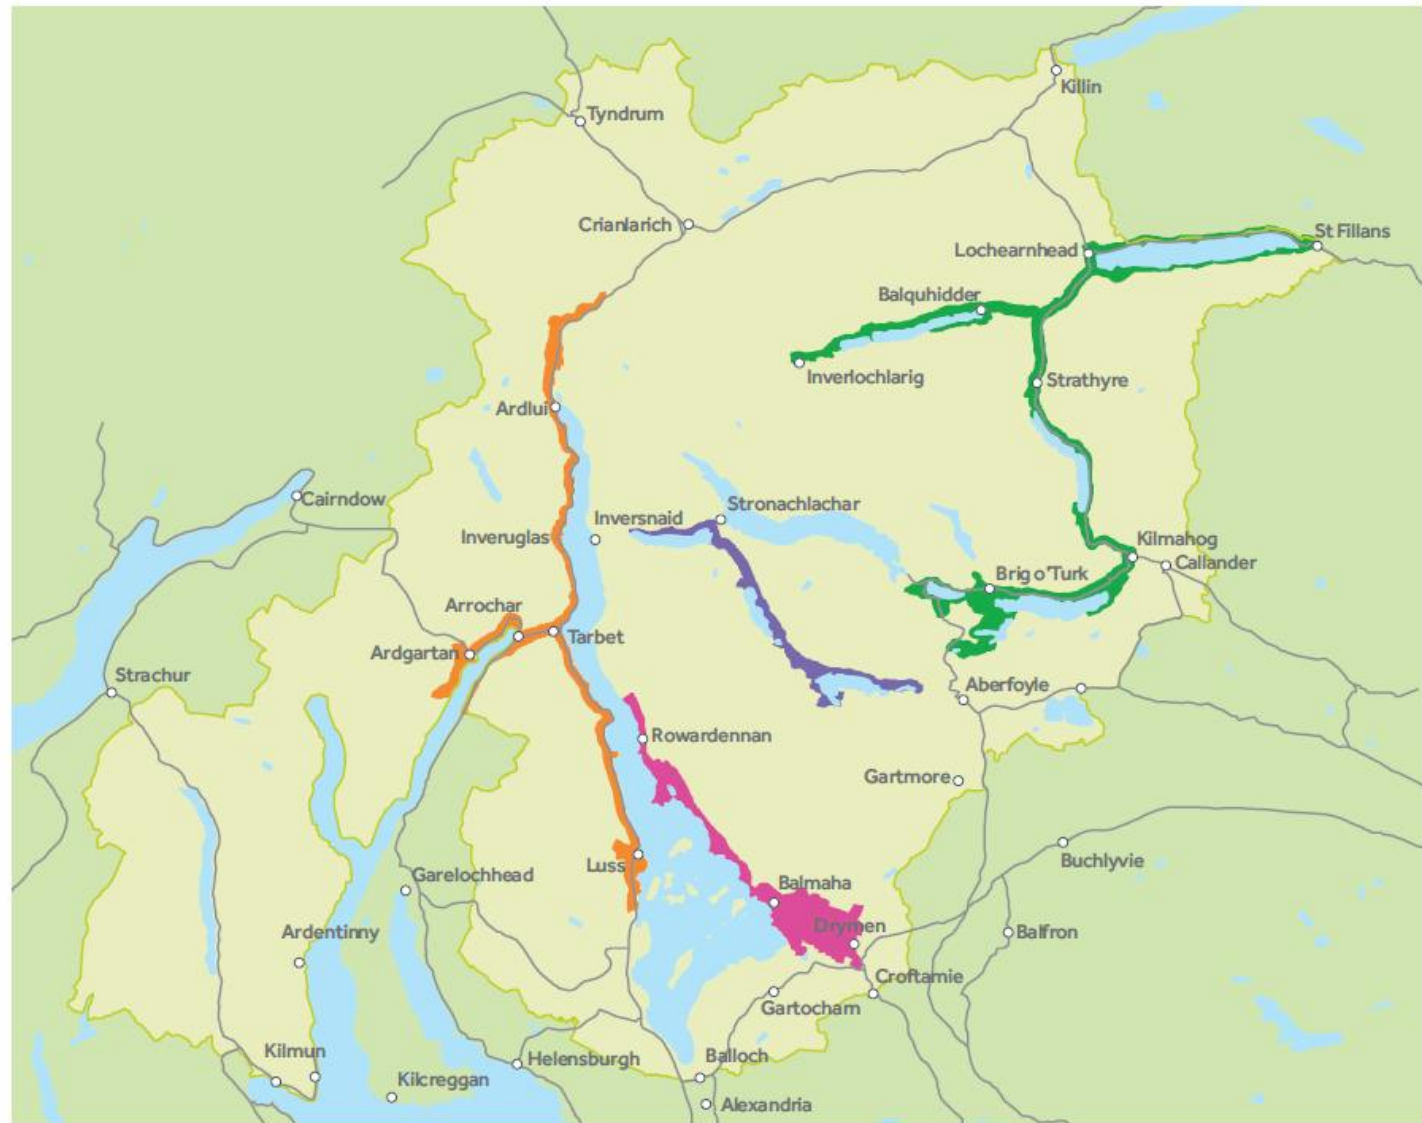 Killin
Tyndrum
Crianlarich
St Fillans
Lochearnhead
Balquhidder
Inverlochlarig
Strathyre
Ardlui
Cairndow
Stronachlachar
Inversnaid
Inveruglas
Kilmahog
Callander
Brig o'Turk
Arrochar
Tarbet
Ardgartan
Strachur
Aberfoyle
Rowardennan
Gartmore
Buchlyvie
Luss
Garelochhead
Balmaha
Drymen
Balfron
Ardentinny
Croftamie
Gartocharn
Kilmun
Helensburgh
Balloch
Kilcreggan
Alexandria